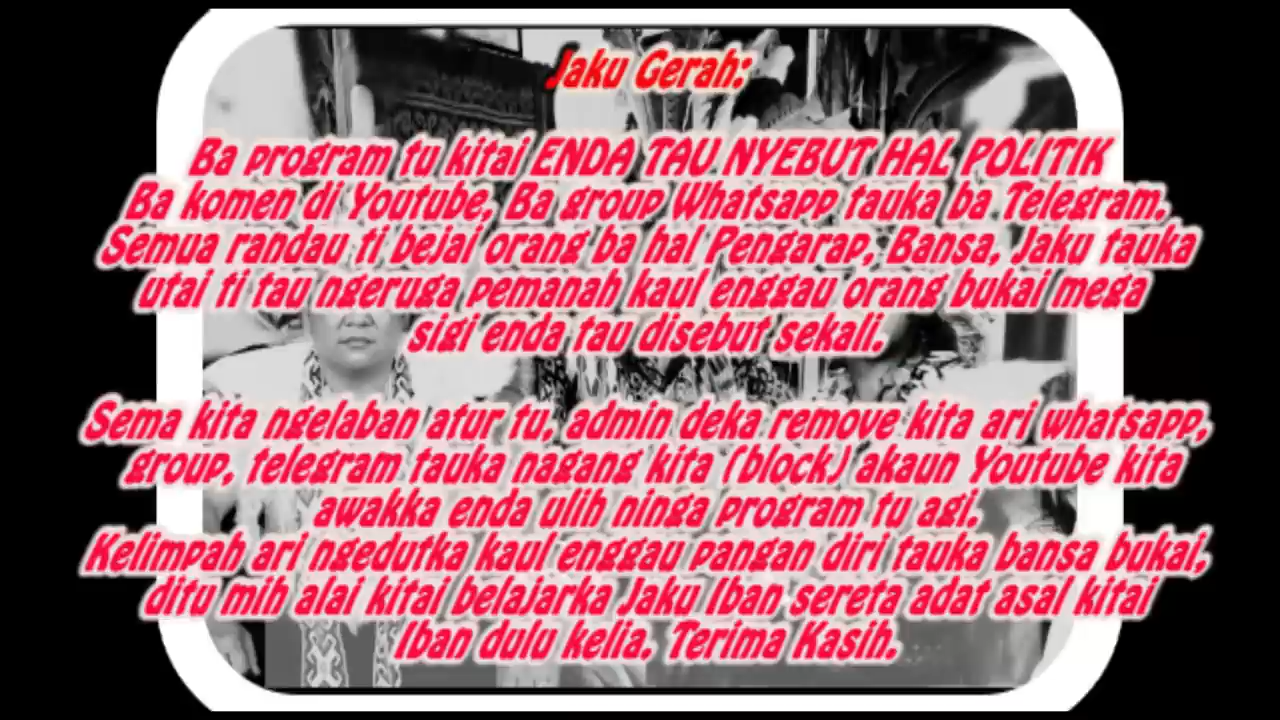 Jaku Gerah:
Ba program tu kitai ENDA TAU NYEBUT HAL POLITIK
Ba komen di Youtube, Ba group Whatsapp tauka ba Telegram.
Semua randau ti bejai orang ba hal Pengarap, Bansa, Jaku tauka
utai ti tau ngeruga pemanah kaul enggau orang bukai mega
sigi enda tau disebut sekali.
Sema kita ngelaban atur tu, admin deka remove kita ari whatsapp,
group, telegram tauka nagang kita (block) akaun Youtube kita
awakka enda ulih ninga program tu agi.
Kelimpah ari ngedutka kaul enggau pangan diri tauka bansa bukai,
ditu mih alai kitai belajarka Jaku Iban sereta adat asal kitai
Iban dulu kelia. Terima Kasih.